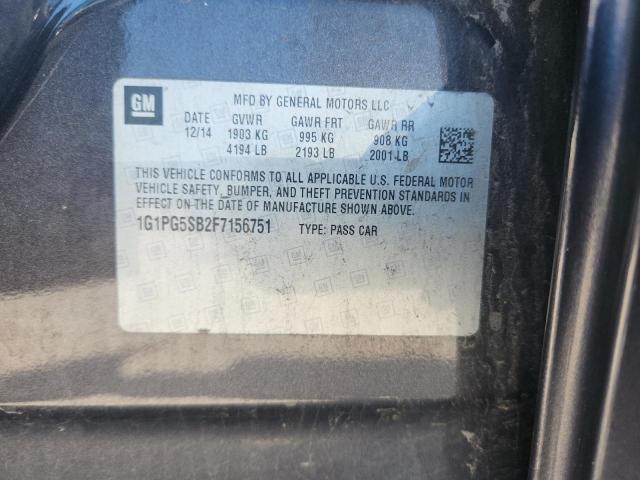 GM
MFD BY GENERAL MOTORS LLC
DATE GVWR GAWR FRT GAWR RR
12/14 1903 KG 995 KG 908 KG
4194 LB 2193 LB 2001 LB
THIS VEHICLE CONFORMS TO ALL APPLICABLE U.S. FEDERAL MOTOR
VEHICLE SAFETY, BUMPER, AND THEFT PREVENTION STANDARDS IN
EFFECT ON THE DATE OF MANUFACTURE SHOWN ABOVE.
1G1PG5SB2F7156751 TYPE: PASS CAR